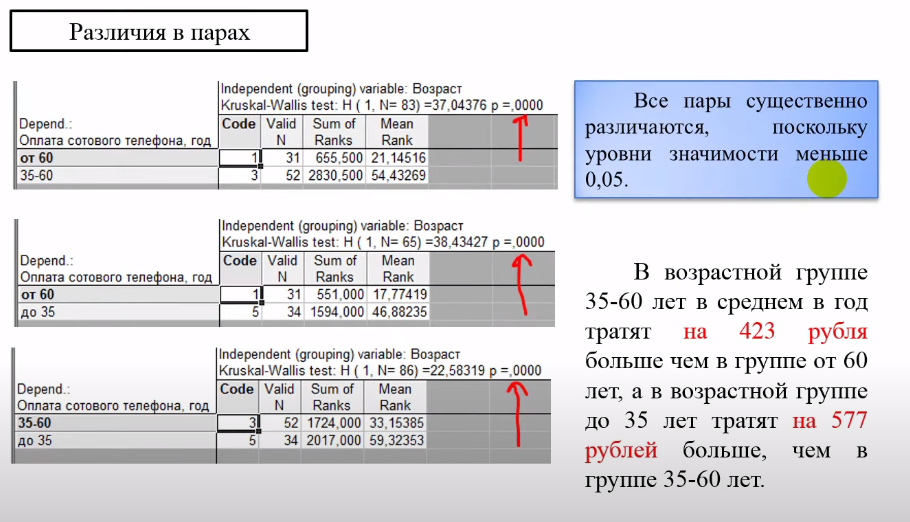 Различия в парах
Independent (grouping) variable: Возраст
Kruskal-Wallis test: H ( 1, N= 83) =37,04376 p =,0000
Depend.: Code Valid Sum of Mean
Оплата сотового телефона, год N Ranks Rank
от 60 1 31 655,500 21,14516
35-60 3 52 2830,500 54,43269
Independent (grouping) variable: Возраст
Kruskal-Wallis test: H ( 1, N= 65) =38,43427 p =,0000
Depend.: Code Valid Sum of Mean
Оплата сотового телефона, год N Ranks Rank
от 60 1 31 551,000 17,77419
до 35 5 34 1594,000 46,88235
Independent (grouping) variable: Возраст
Kruskal-Wallis test: H ( 1, N= 86) =22,58319 p =,0000
Depend.: Code Valid Sum of Mean
Оплата сотового телефона, год N Ranks Rank
35-60 3 52 1724,000 33,15385
до 35 5 34 2017,000 59,32353
Все пары существенно
различаются, поскольку
уровни значимости меньше
0,05.
В возрастной группе
35-60 лет в среднем в год
тратят на 423 рубля
больше чем в группе от 60
лет, а в возрастной группе
до 35 лет тратят на 577
рублей больше, чем в
группе 35-60 лет.